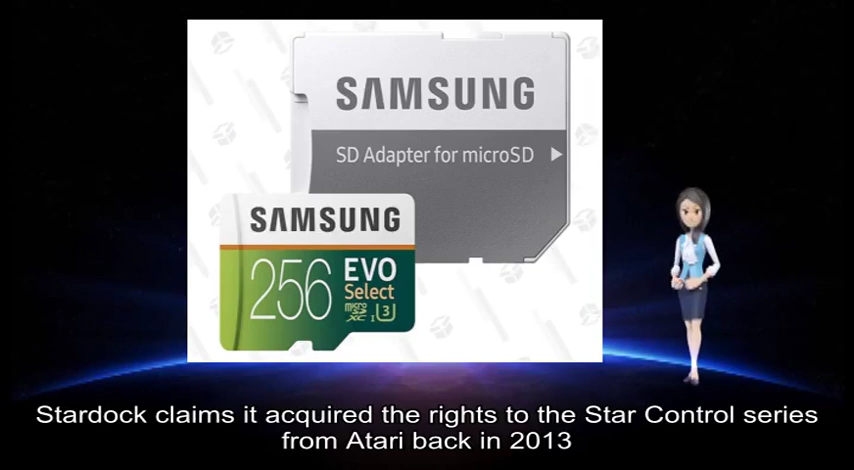 SAMSUNG
SD Adapter for microSD
SAMSUNG
256 EVO
Select
micro
SD
XC I U3
Stardock claims it acquired the rights to the Star Control series
from Atari back in 2013